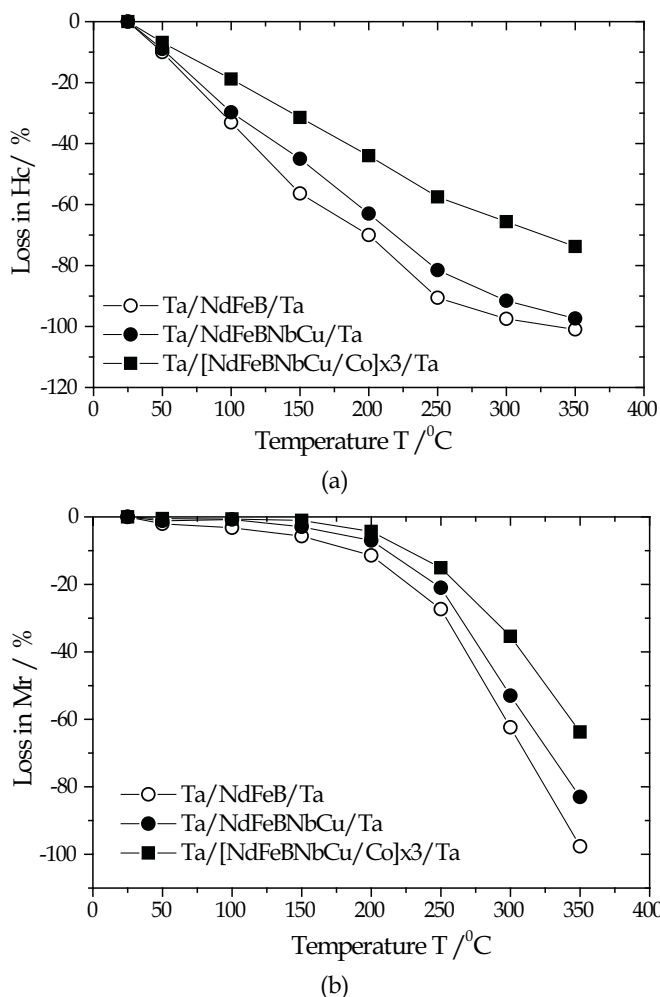 0
-20
-40
-60
-80
-100
-120
Loss in Hc/ %
Ta/NdFeB/Ta
Ta/NdFeBNbCu/Ta
Ta/[NdFeBNbCu/Co]x3/Ta
0 50 100 150 200 250 300 350 400
Temperature T /⁰C
(a)
0
-20
-40
-60
-80
-100
Loss in Mr / %
Ta/NdFeB/Ta
Ta/NdFeBNbCu/Ta
Ta/[NdFeBNbCu/Co]x3/Ta
0 50 100 150 200 250 300 350 400
Temperature T /⁰C
(b)